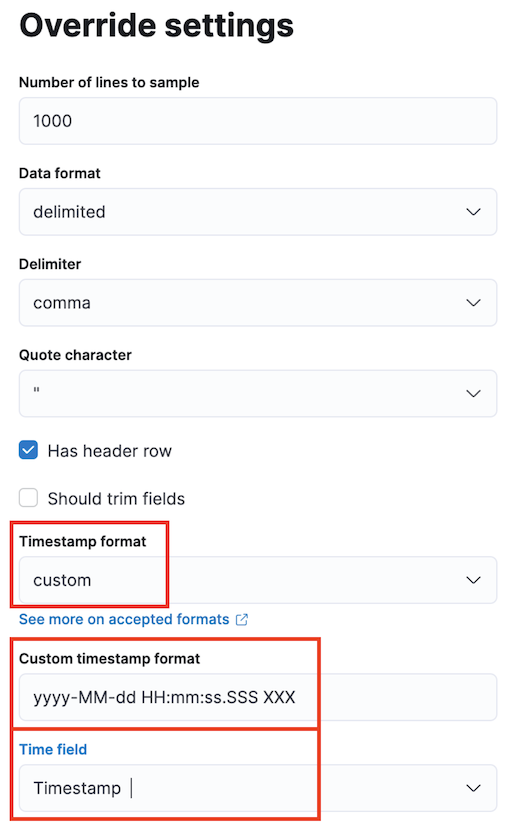 Override settings
Number of lines to sample
1000
Data format
delimited
Delimiter
comma
Quote character
"
Has header row
Should trim fields
Timestamp format
custom
See more on accepted formats
Custom timestamp format
yyyy-MM-dd HH:mm:ss.SSS XXX
Time field
Timestamp